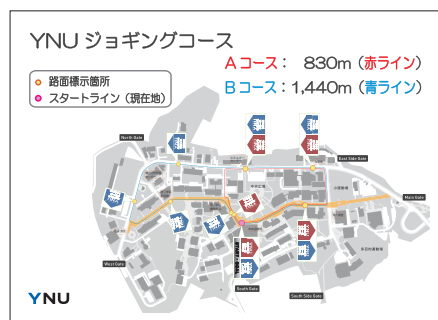 YNU ジョギングコース
Aコース： 830m（赤ライン）
Bコース：1,440m（青ライン）
路面標示箇所
スタートライン（現在地）
North Gate
East Side Gate
Main Gate
West Gate
South Gate
South Side Gate
YNU